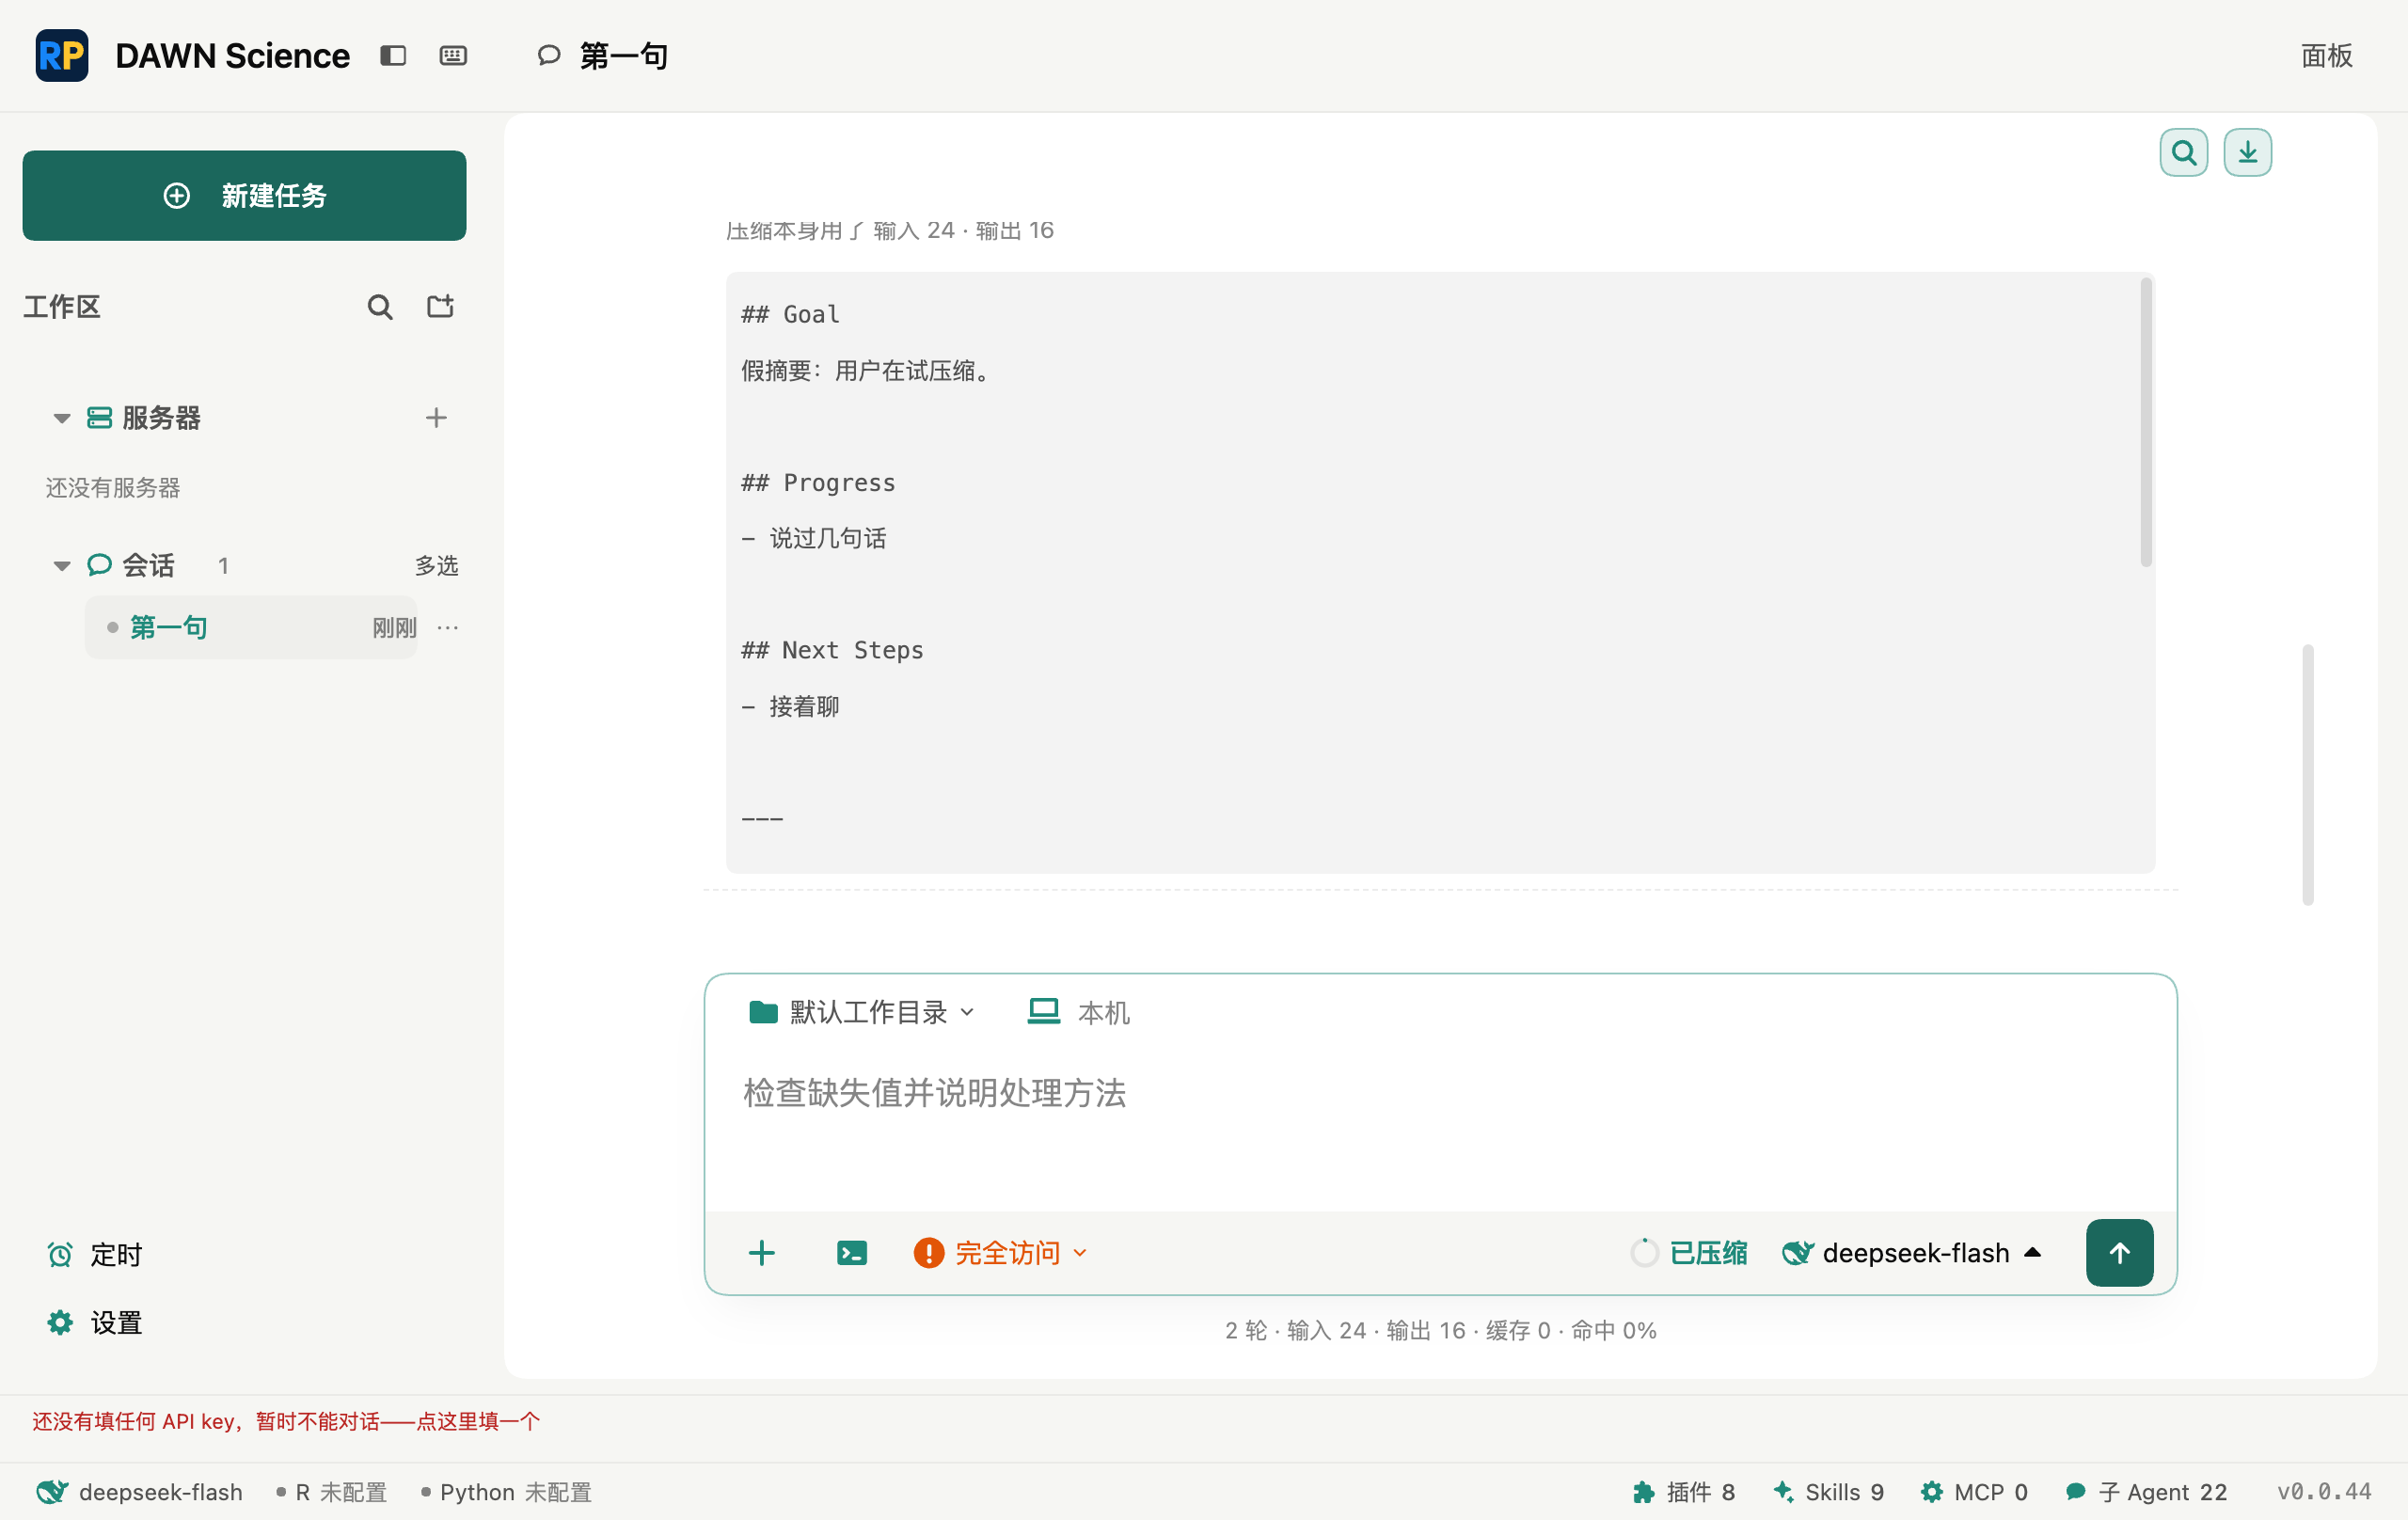 RP DAWN Science
第一句
面板
新建任务
工作区
服务器
还没有服务器
会话 1 多选
第一句 刚刚 ···
定时
设置
压缩本身用了 输入 24 · 输出 16
## Goal
假摘要：用户在试压缩。
## Progress
- 说过几句话
## Next Steps
- 接着聊
---
默认工作目录 本机
检查缺失值并说明处理方法
完全访问 已压缩 deepseek-flash
2 轮 · 输入 24 · 输出 16 · 缓存 0 · 命中 0%
还没有填任何 API key，暂时不能对话——点这里填一个
deepseek-flash R 未配置 Python 未配置 插件 8 Skills 9 MCP 0 子 Agent 22 v0.0.44